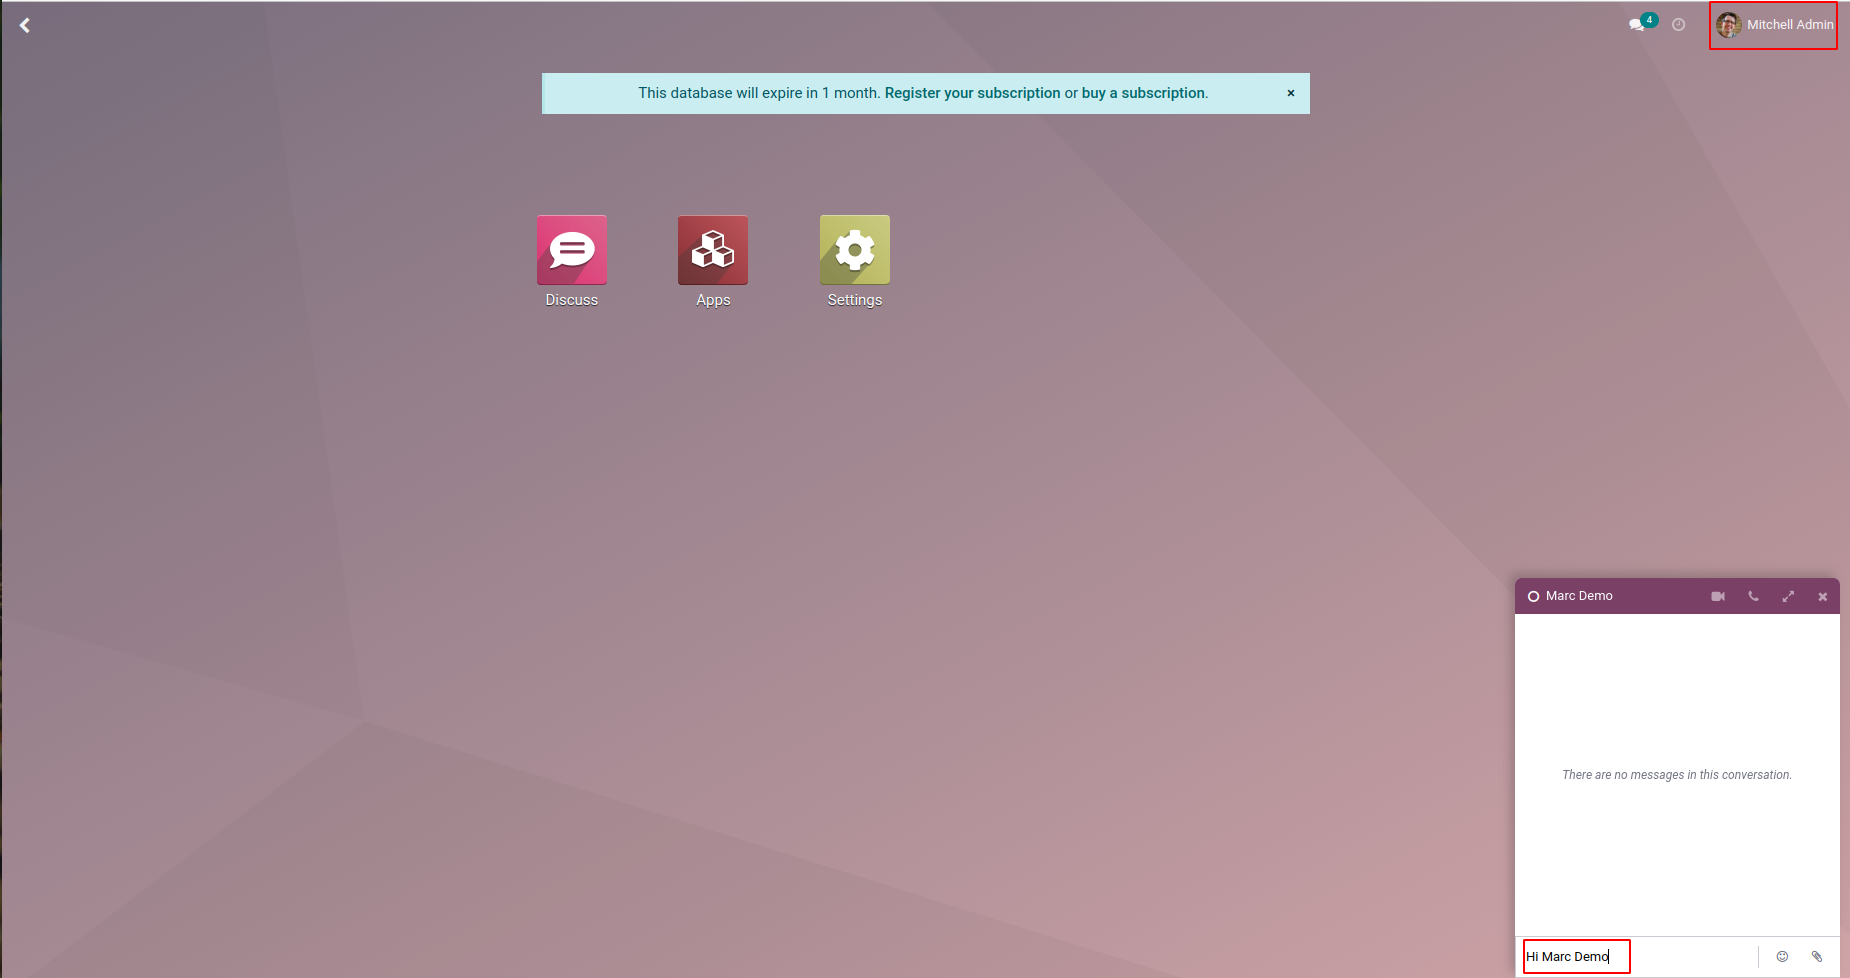 4
Mitchell Admin
This database will expire in 1 month. Register your subscription or buy a subscription.
Discuss
Apps
Settings
Marc Demo
There are no messages in this conversation.
Hi Marc Demo